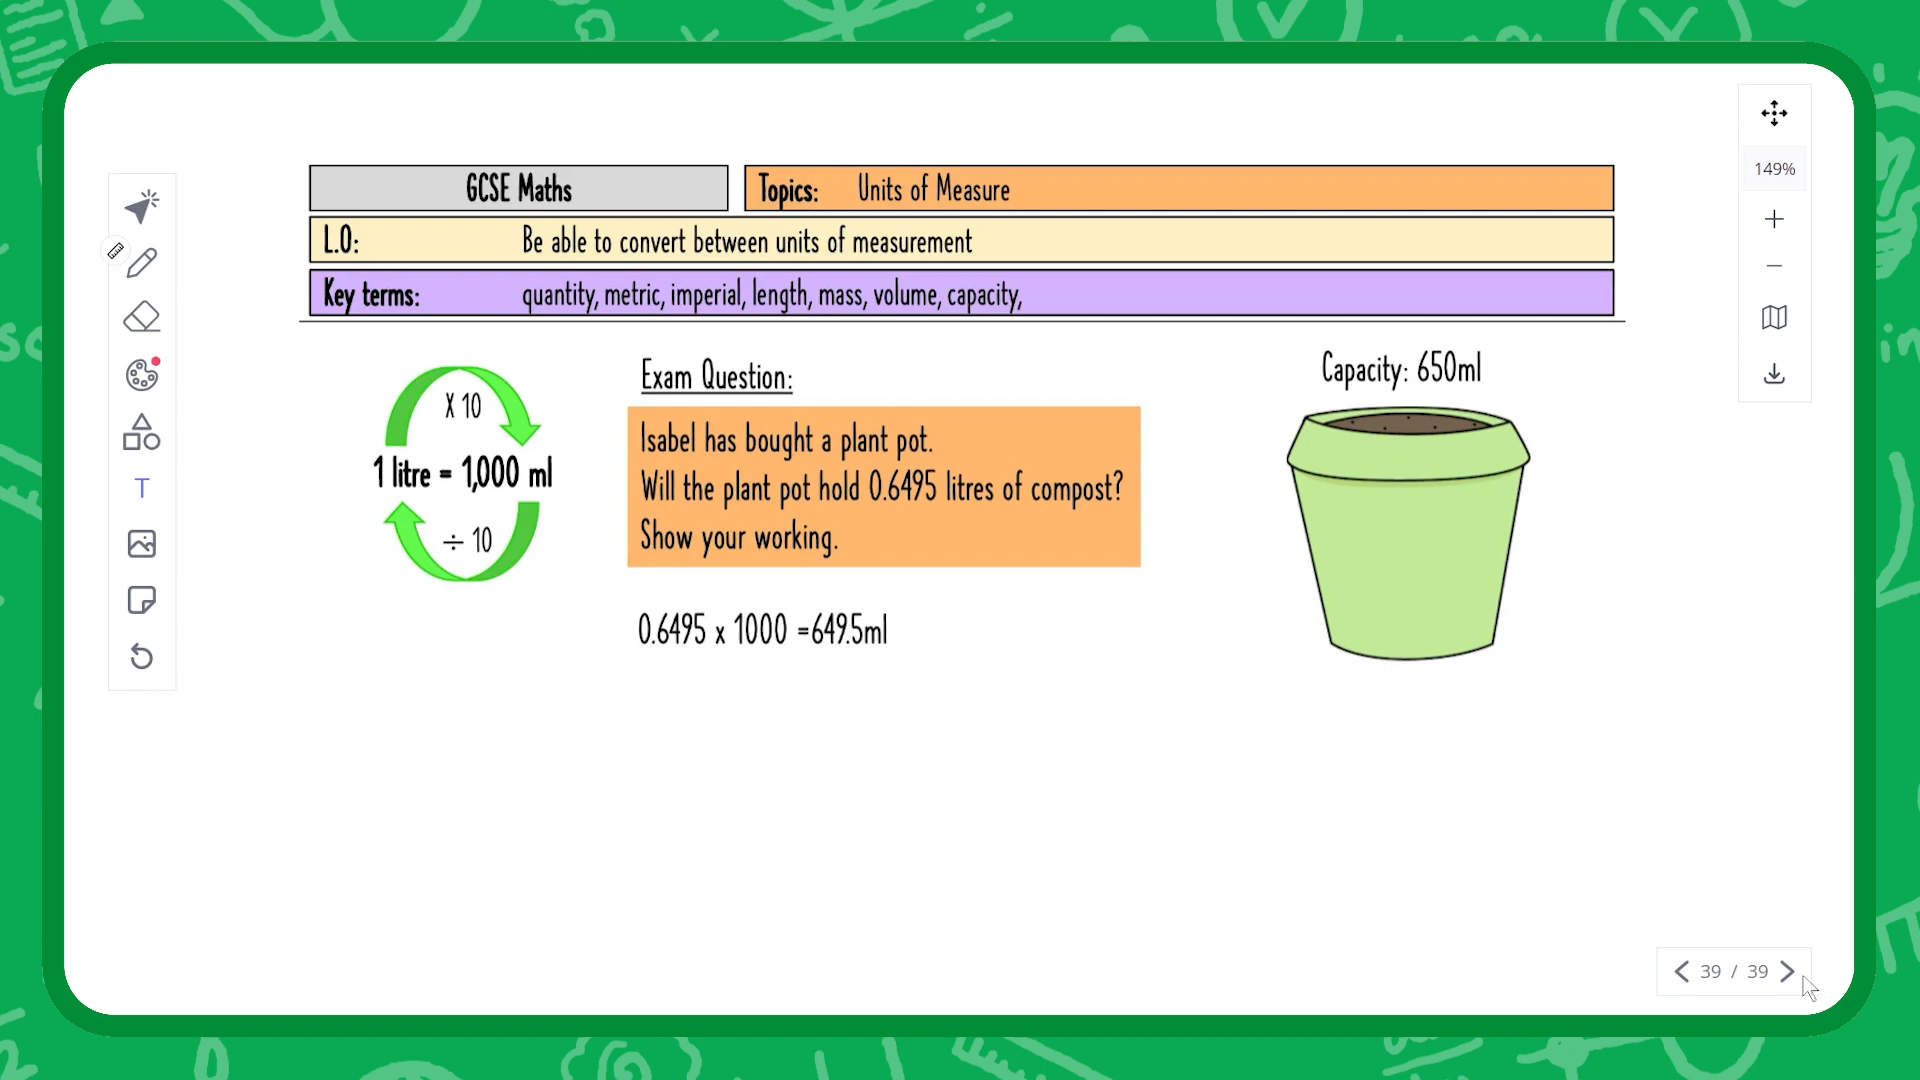 149%
GCSE Maths
Topics: Units of Measure
L.O: Be able to convert between units of measurement
Key terms: quantity, metric, imperial, length, mass, volume, capacity,
X 10
1 litre = 1,000 ml
÷ 10
Exam Question:
Isabel has bought a plant pot.
Will the plant pot hold 0.6495 litres of compost?
Show your working.
0.6495 x 1000 =649.5ml
Capacity: 650ml
T
39 / 39